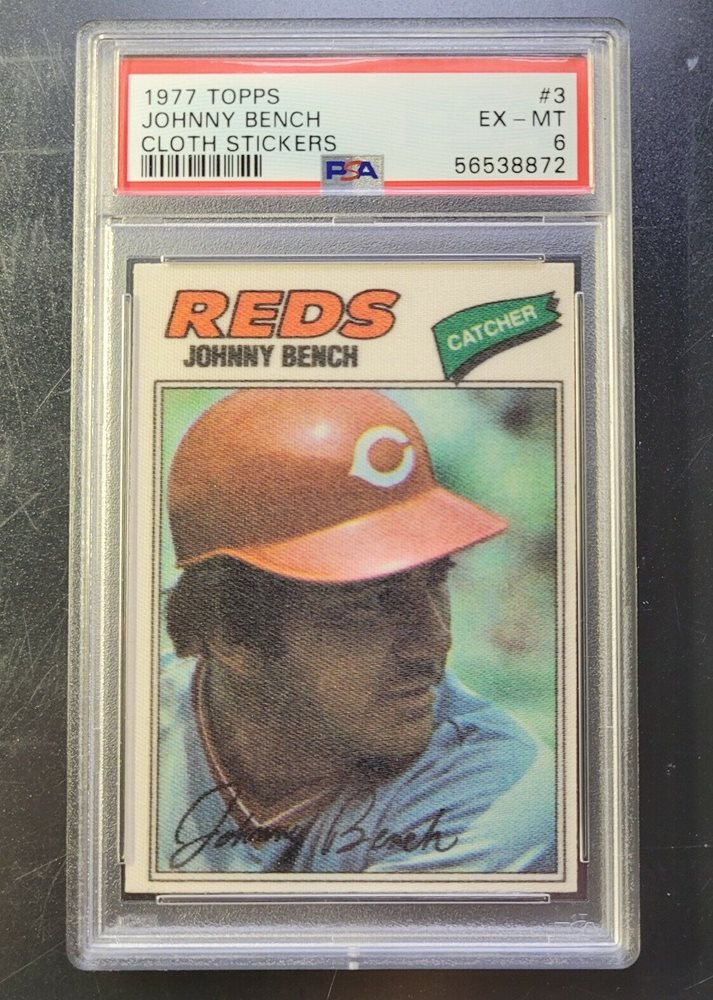 1977 TOPPS #3
JOHNNY BENCH EX - MT
CLOTH STICKERS 6
PSA 56538872
REDS
CATCHER
JOHNNY BENCH
C
Johnny Bench